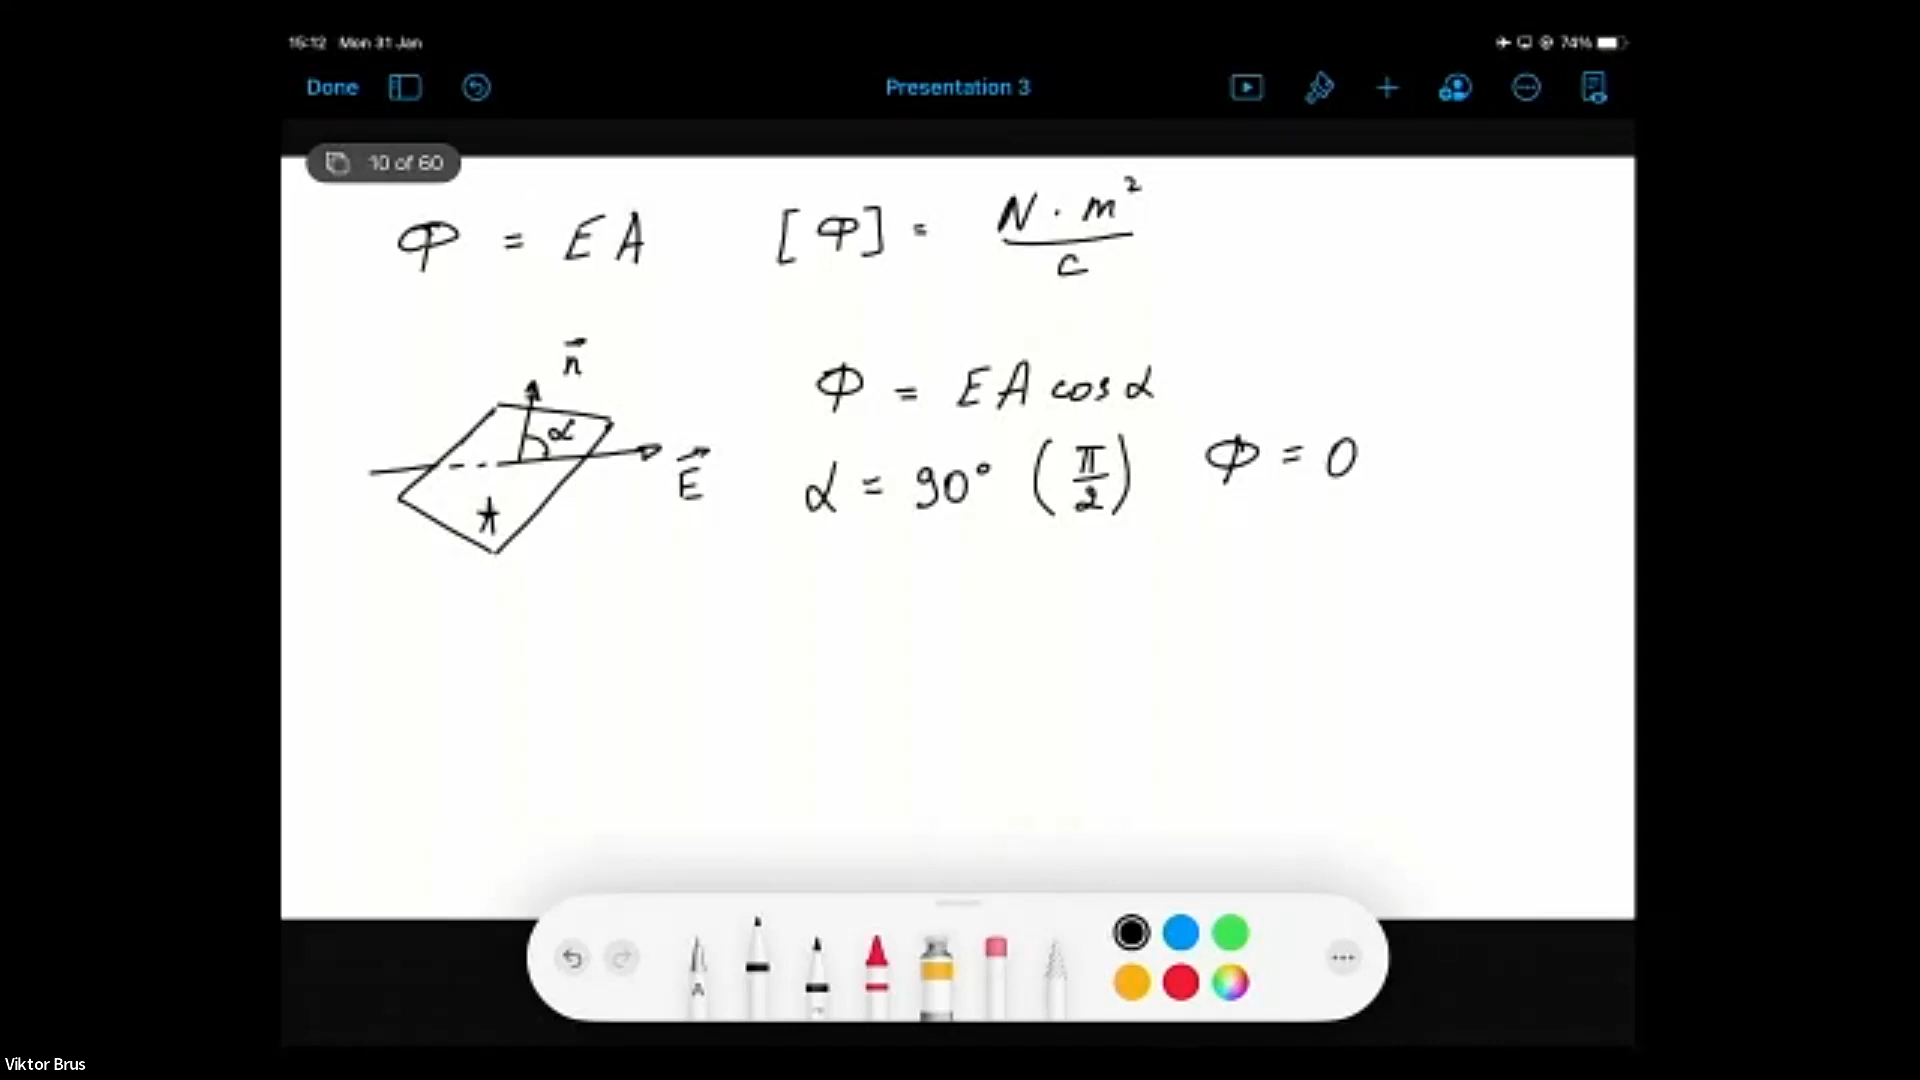 15:12 Mon 31 Jan 74%
Done Presentation 3
10 of 60
Φ = EA [Φ] = N · m² / C
n⃗
α
E⃗
A
Φ = EA cos α
α = 90° (π/2) Φ = 0
A
Viktor Brus